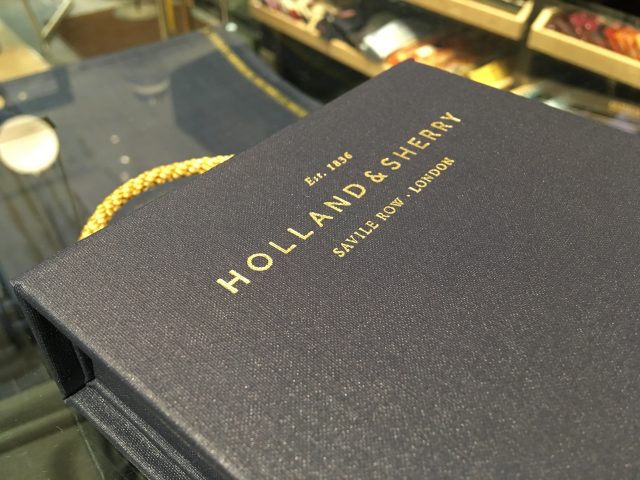 Est. 1836
HOLLAND & SHERRY
SAVILE ROW · LONDON